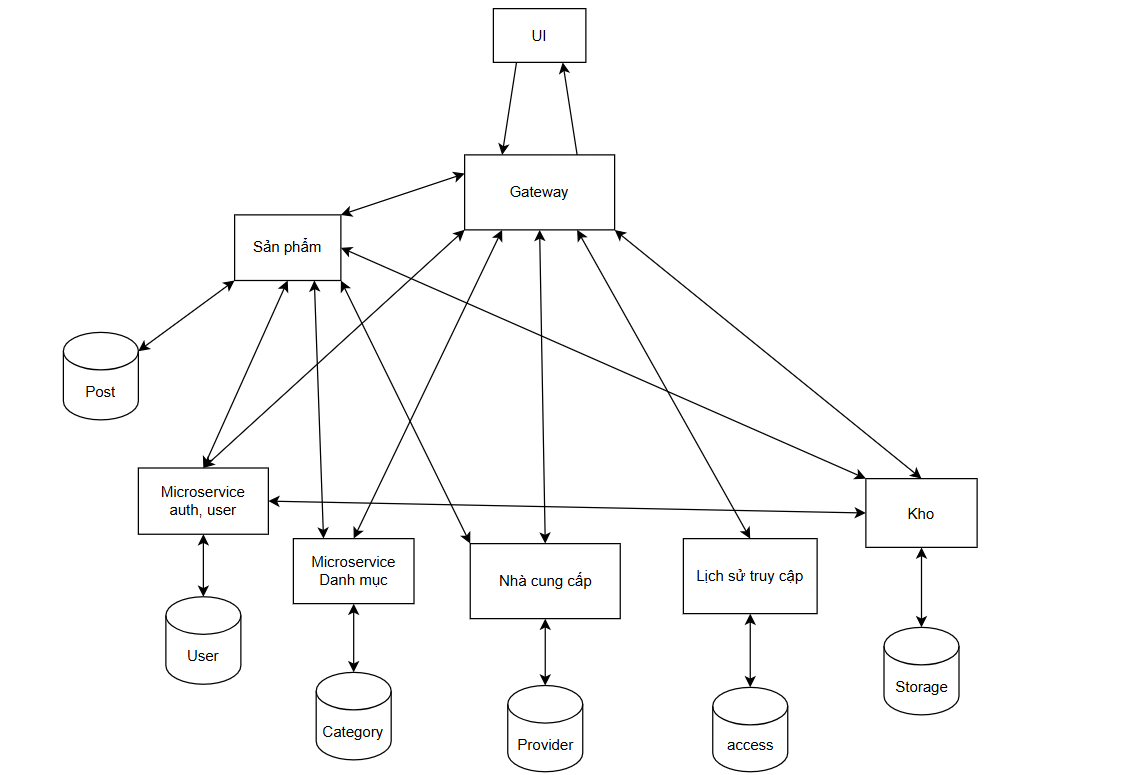 UI
Gateway
Sản phẩm
Post
Microservice
auth, user
Microservice
Danh mục
Nhà cung cấp
Lịch sử truy cập
Kho
User
Category
Provider
access
Storage